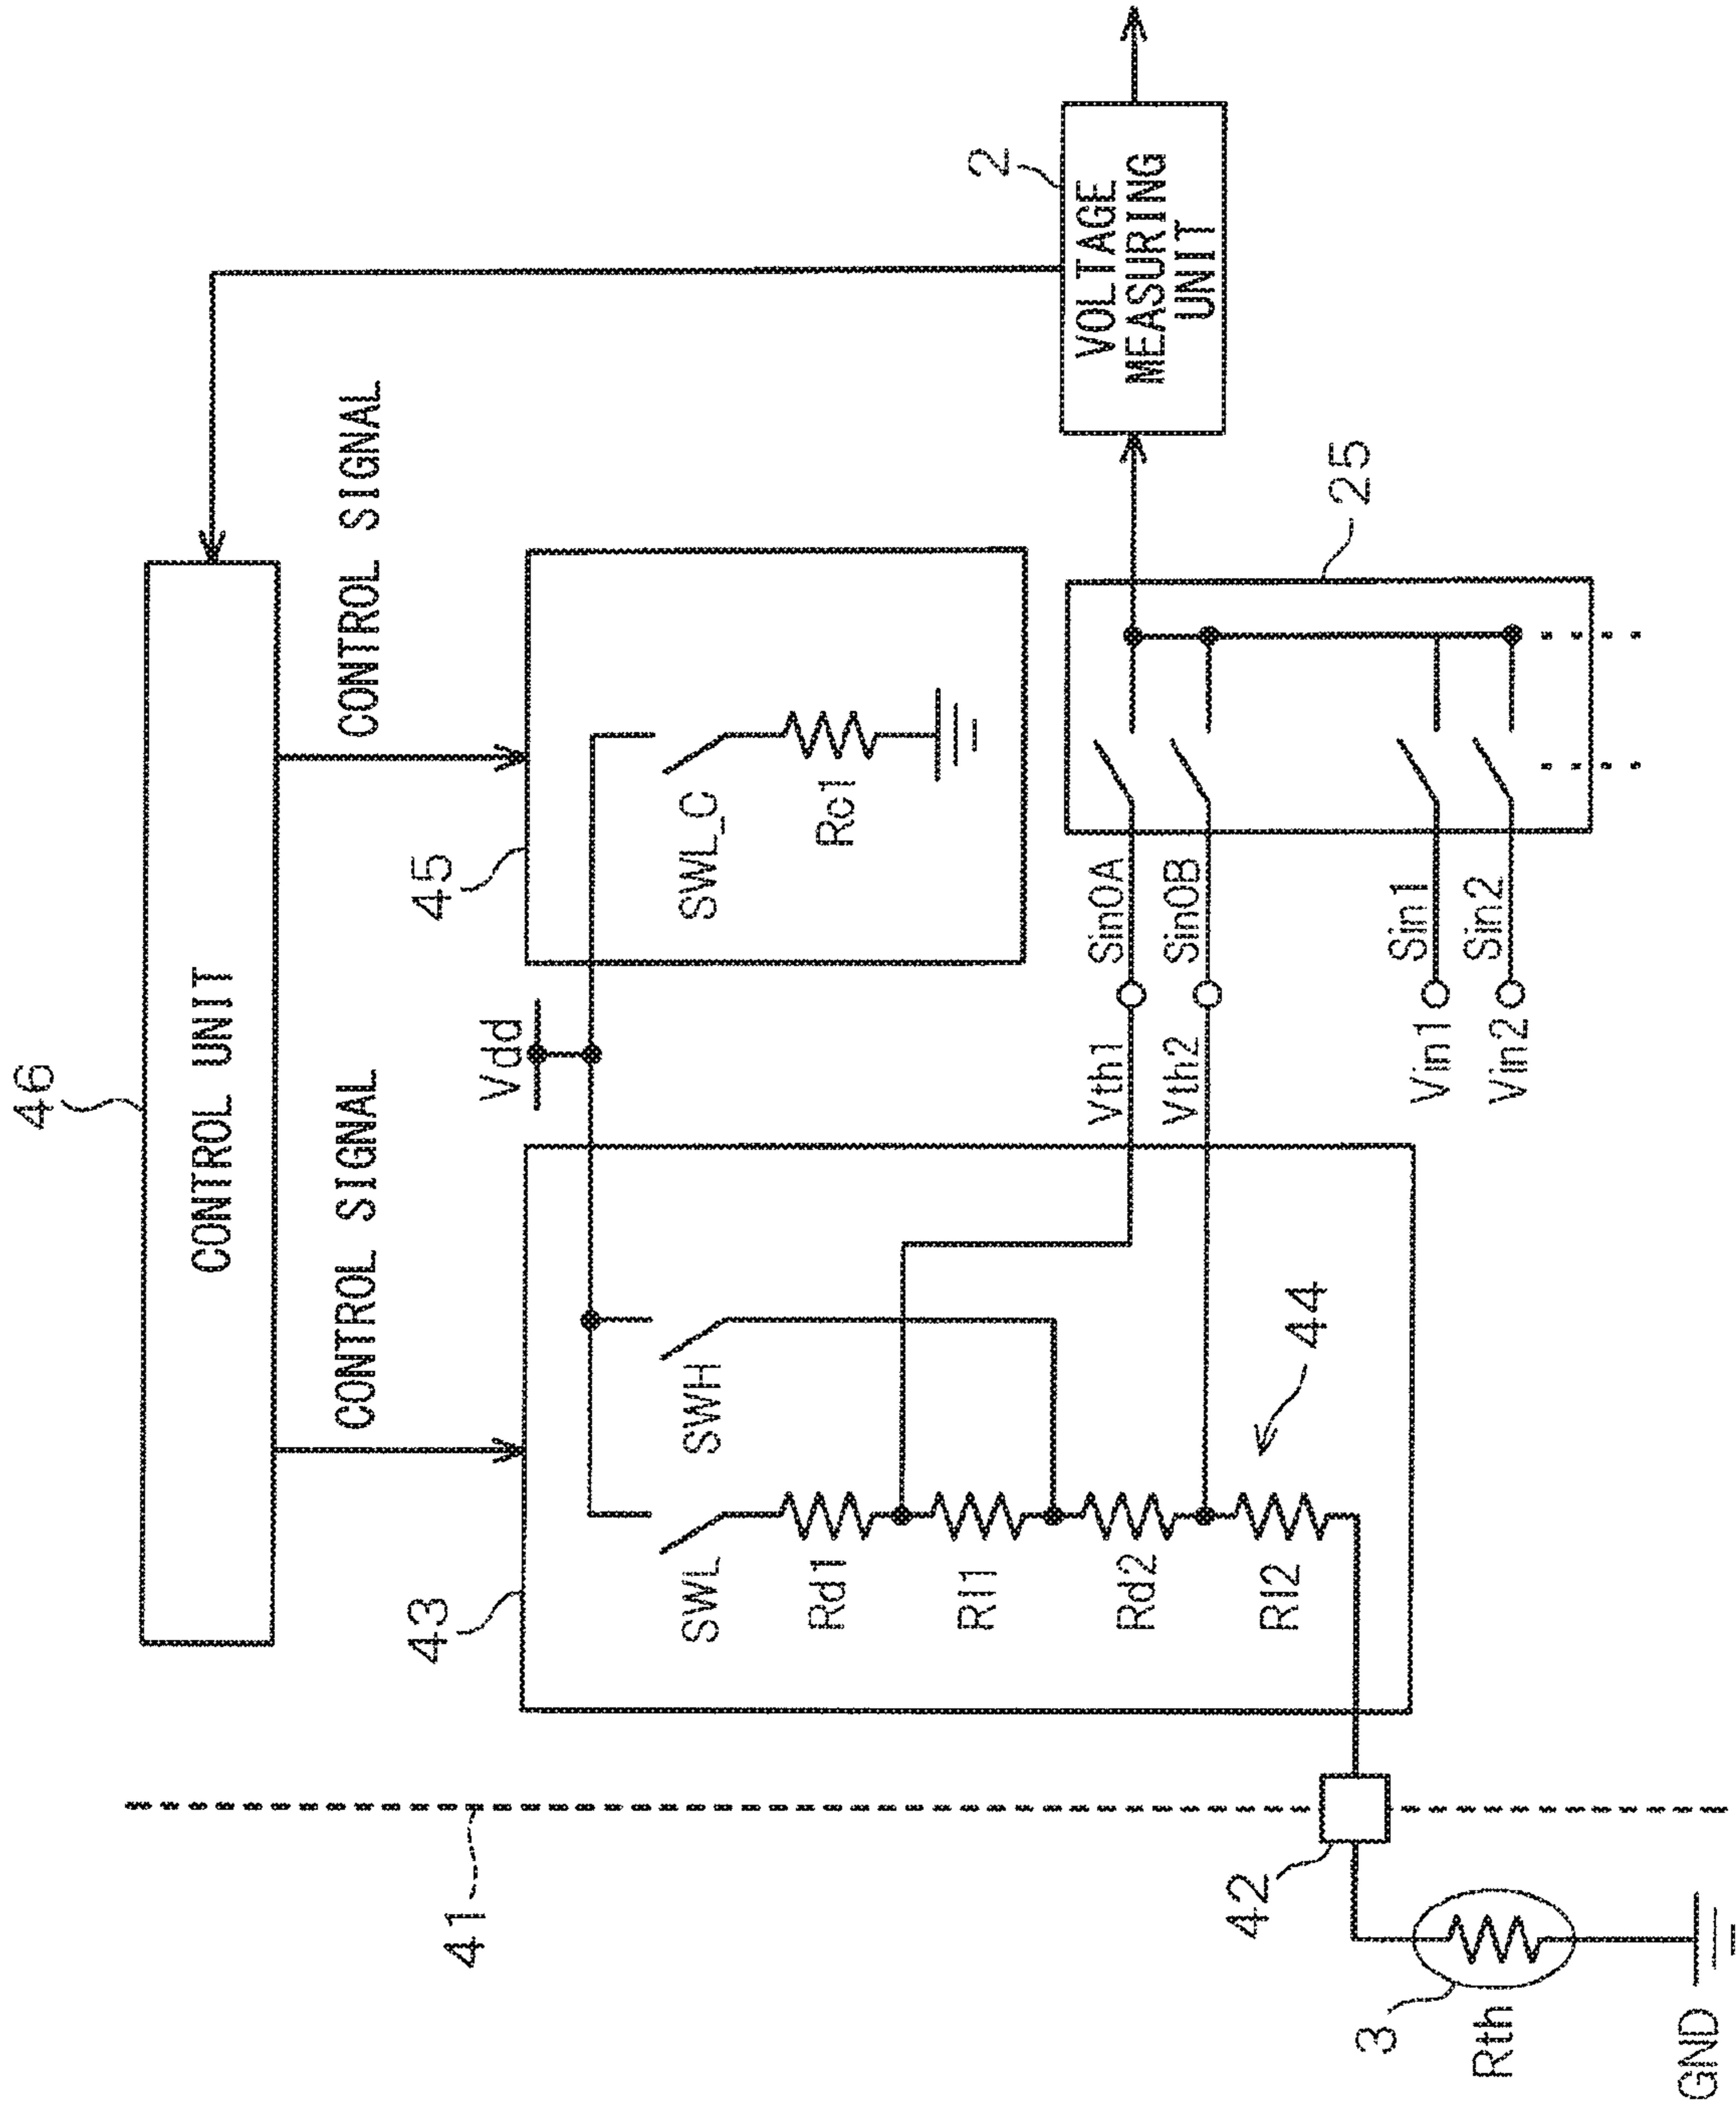 46
CONTROL UNIT
CONTROL SIGNAL
CONTROL SIGNAL
41
43
SWL
SWH
Rd1
Rl1
Rd2
Rl2
44
Vdd
45
SWL_C
Rc1
2
VOLTAGE
MEASURING
UNIT
25
Vth1
Sin0A
Vth2
Sin0B
Vin1
Sin1
Vin2
Sin2
42
3
Rth
GND